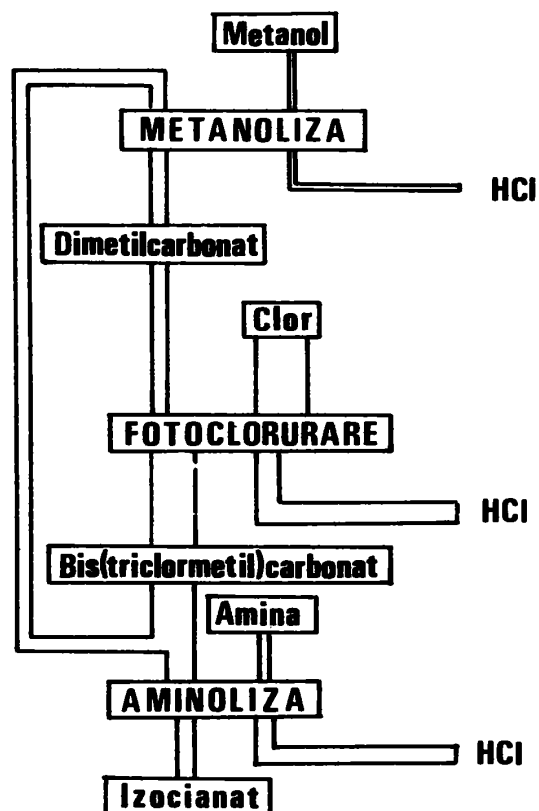 Metanol
METANOLIZA
HCl
Dimetilcarbonat
Clor
FOTOCLORURARE
HCl
Bis(triclormetil)carbonat
Amina
AMINOLIZA
HCl
Izocianat